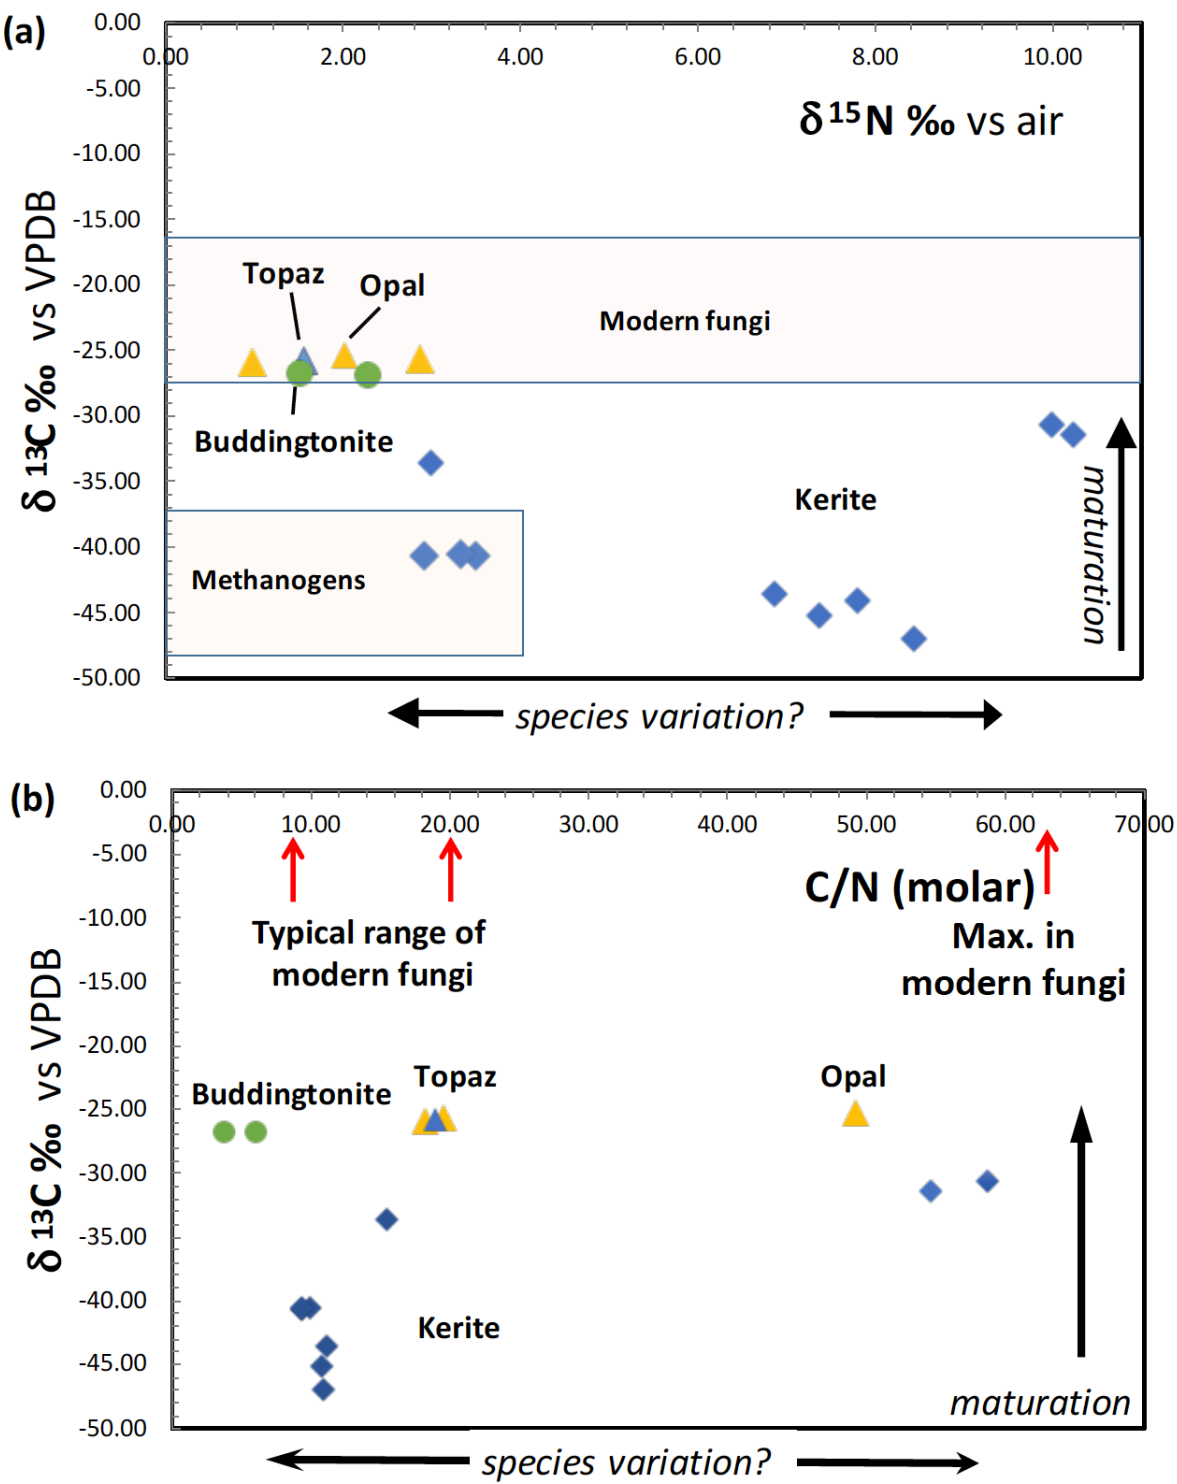 (a)
0.00
0.00 2.00 4.00 6.00 8.00 10.00
-5.00
δ ¹⁵N ‰ vs air
-10.00
-15.00
-20.00
Topaz
Opal
Modern fungi
-25.00
-30.00
Buddingtonite
-35.00
Kerite
-40.00
Methanogens
-45.00
-50.00
δ ¹³C ‰ vs VPDB
maturation
species variation?
(b)
0.00
0.00 10.00 20.00 30.00 40.00 50.00 60.00 70.00
-5.00
C/N (molar)
Typical range of
modern fungi
Max. in
modern fungi
-10.00
-15.00
-20.00
Buddingtonite
Topaz
Opal
-25.00
-30.00
-35.00
-40.00
Kerite
-45.00
-50.00
δ ¹³C ‰ vs VPDB
maturation
species variation?